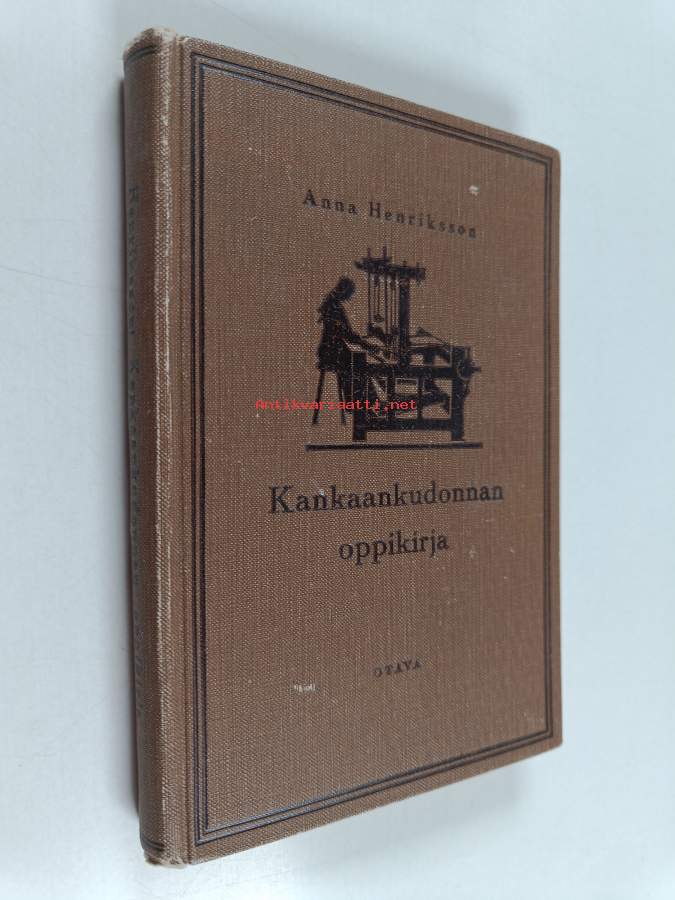 Anna Henriksson
Antikvariaatti.net
Kankaankudonnan
oppikirja
OTAVA